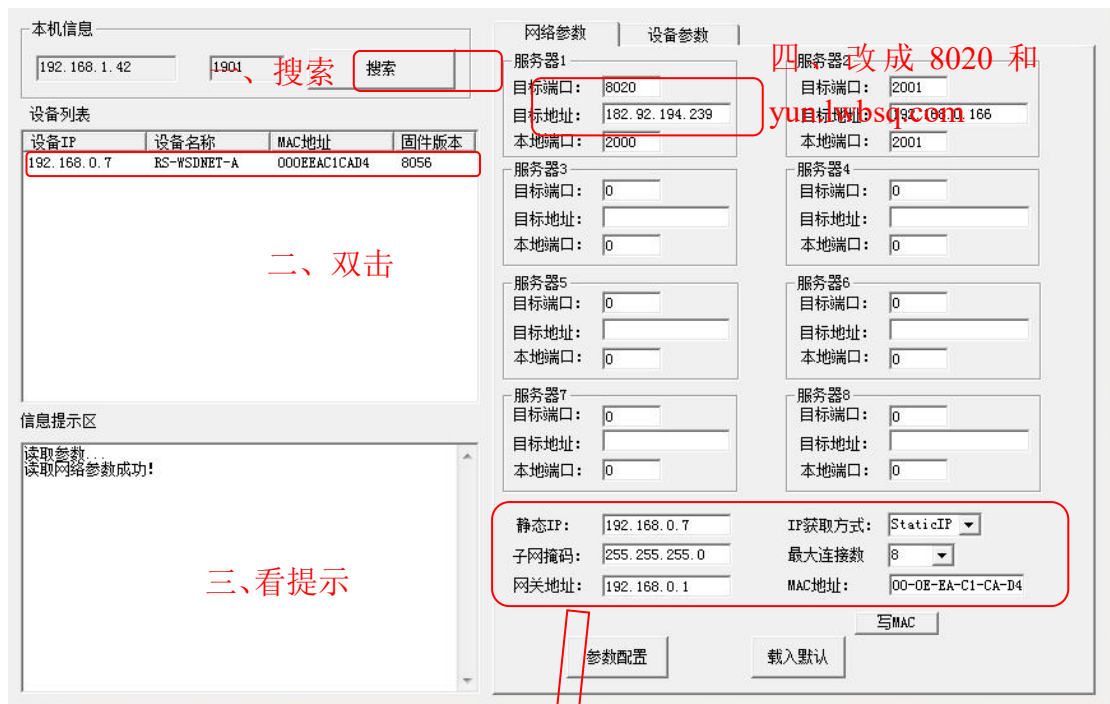 本机信息
192.168.1.42
1901
一、搜索
搜索
设备列表
设备IP 设备名称 MAC地址 固件版本
192.168.0.7 RS-WSDNET-A 000EEAC1CAD4 8056
二、双击
信息提示区
读取参数...
读取网络参数成功!
三、看提示
网络参数 设备参数
四、改成 8020 和
yun.hwbsq.com
服务器1
目标端口: 8020
目标地址: 182.92.194.239
本地端口: 2000
服务器2
目标端口: 2001
目标地址: 192.168.0.166
本地端口: 2001
服务器3
目标端口: 0
目标地址:
本地端口: 0
服务器4
目标端口: 0
目标地址:
本地端口: 0
服务器5
目标端口: 0
目标地址:
本地端口: 0
服务器6
目标端口: 0
目标地址:
本地端口: 0
服务器7
目标端口: 0
目标地址:
本地端口: 0
服务器8
目标端口: 0
目标地址:
本地端口: 0
静态IP: 192.168.0.7 IP获取方式: StaticIP
子网掩码: 255.255.255.0 最大连接数 8
网关地址: 192.168.0.1 MAC地址: 00-0E-EA-C1-CA-D4
写MAC
参数配置 载入默认